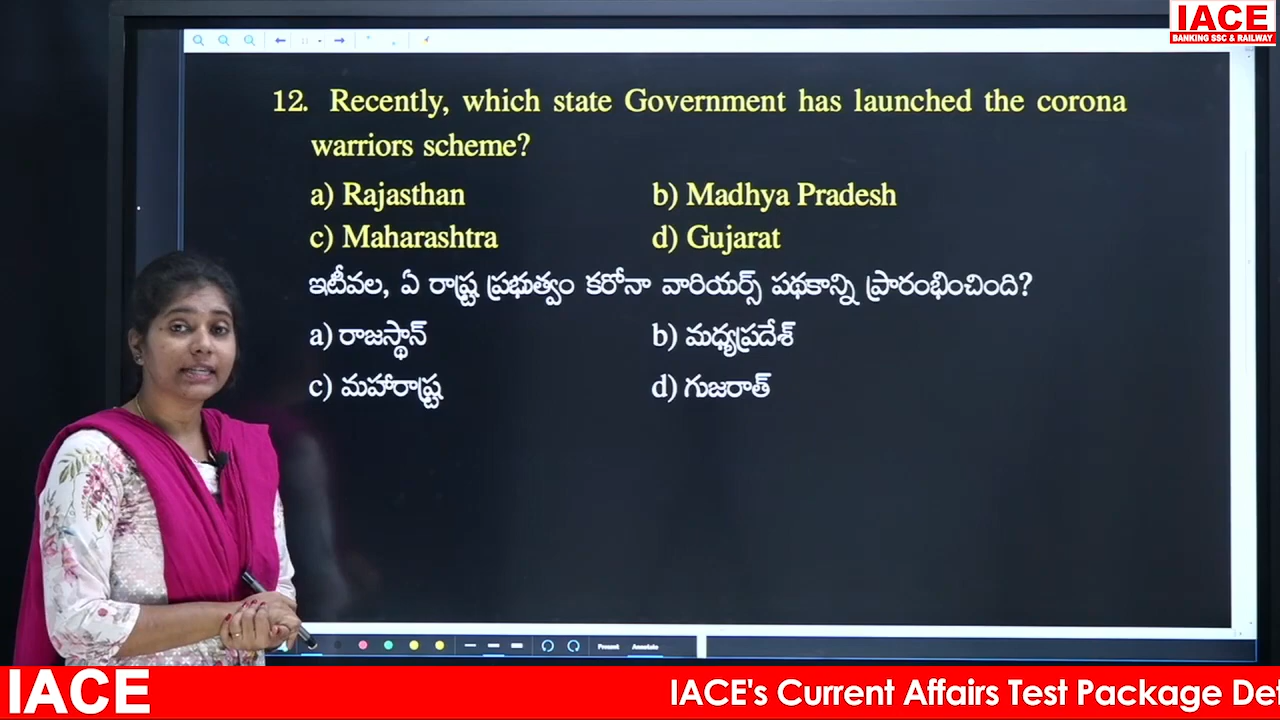 IACE
BANKING SSC & RAILWAY
12. Recently, which state Government has launched the corona
warriors scheme?
a) Rajasthan b) Madhya Pradesh
c) Maharashtra d) Gujarat
ఇటీవల, ఏ రాష్ట్ర ప్రభుత్వం కరోనా వారియర్స్ పథకాన్ని ప్రారంభించింది?
a) రాజస్థాన్ b) మధ్యప్రదేశ్
c) మహారాష్ట్ర d) గుజరాత్
Present Annotate
IACE IACE's Current Affairs Test Package Det